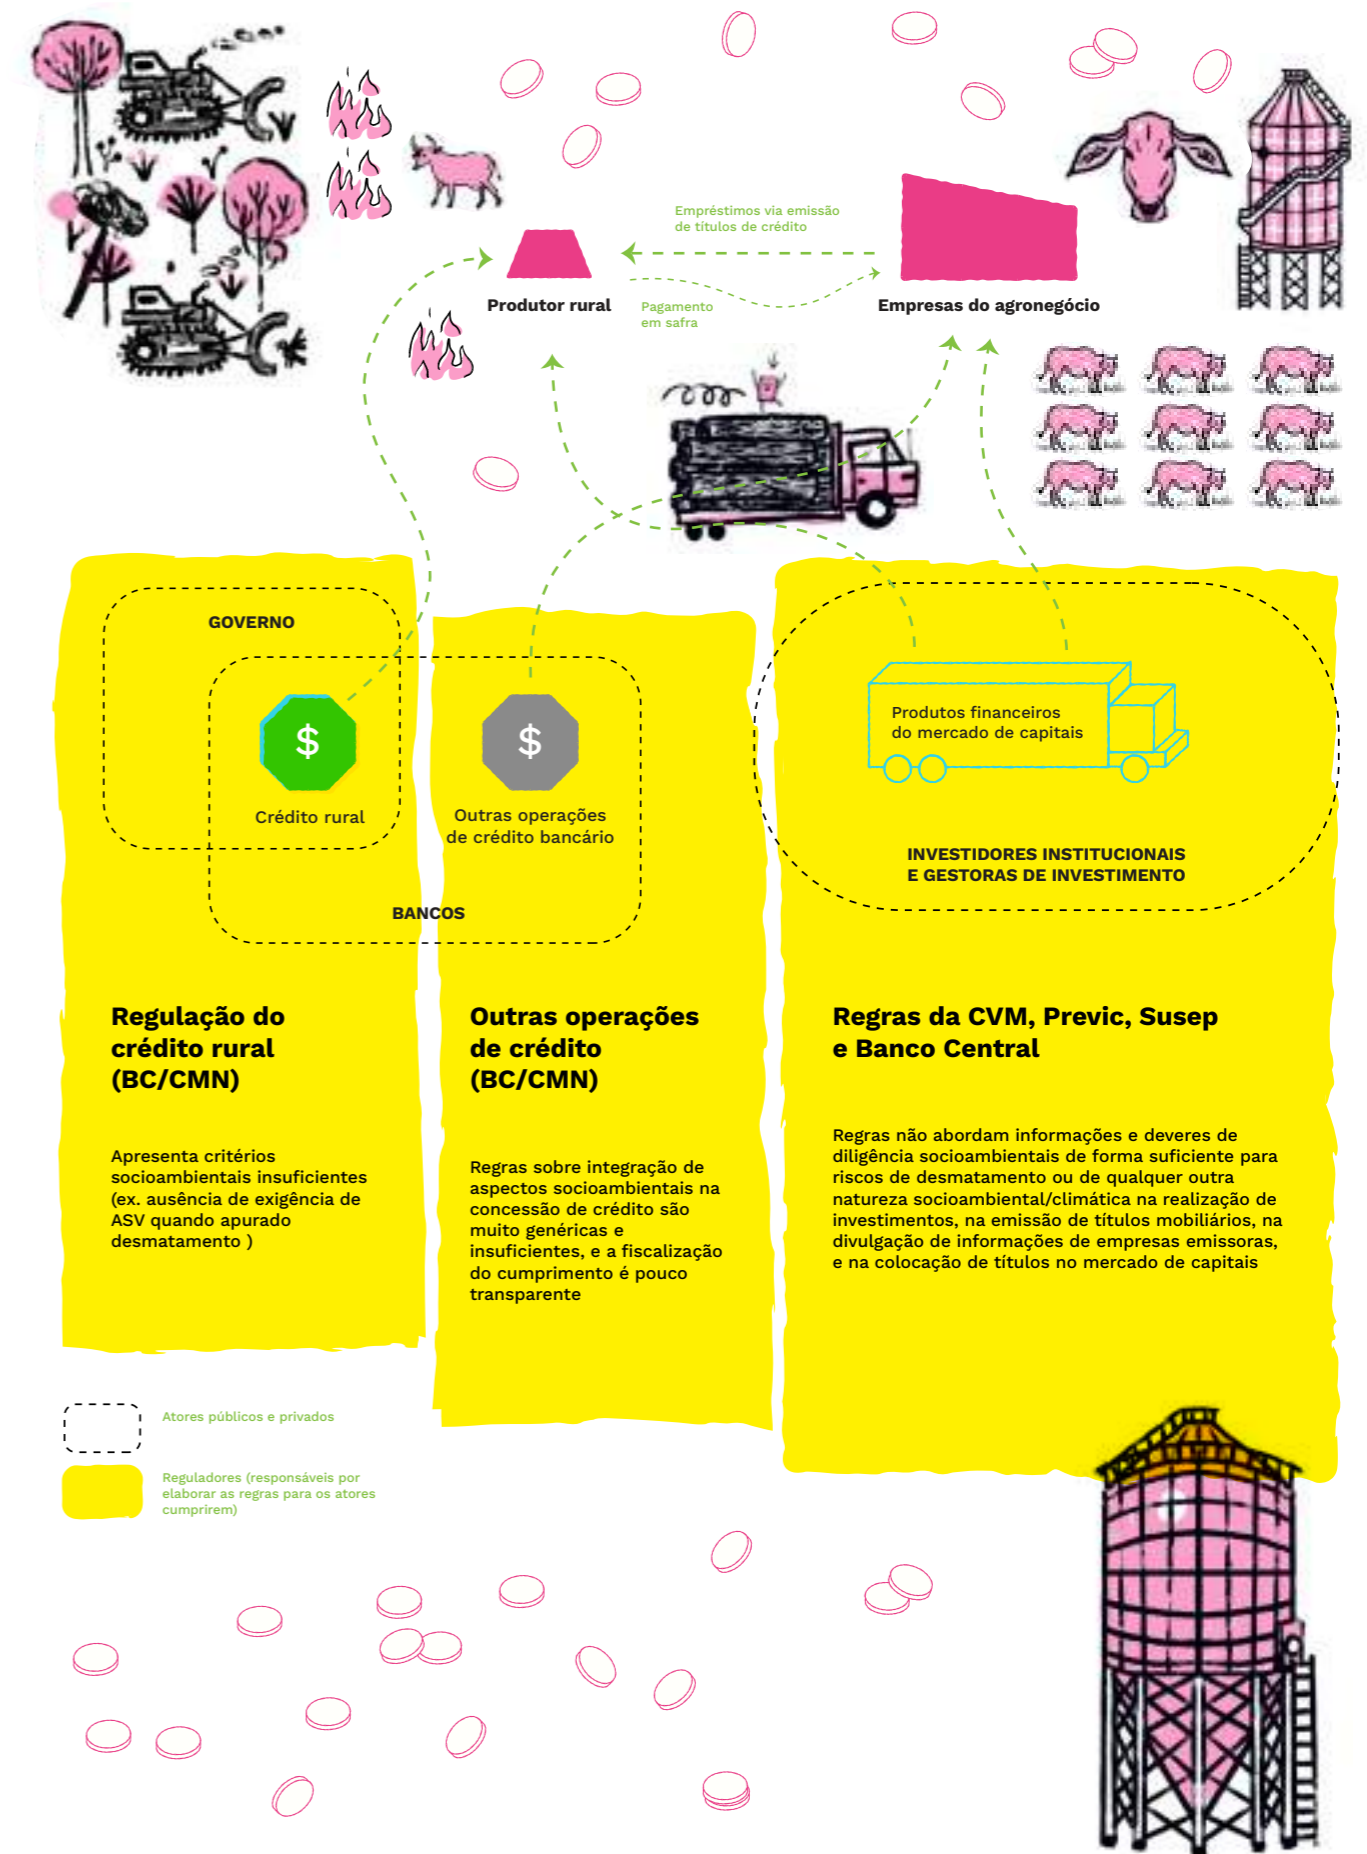 Empréstimos via emissão
de títulos de crédito
Produtor rural
Pagamento
em safra
Empresas do agronegócio
GOVERNO
$
Crédito rural
$
Outras operações
de crédito bancário
BANCOS
Produtos financeiros
do mercado de capitais
INVESTIDORES INSTITUCIONAIS
E GESTORAS DE INVESTIMENTO
Regulação do
crédito rural
(BC/CMN)
Apresenta critérios
socioambientais insuficientes
(ex. ausência de exigência de
ASV quando apurado
desmatamento )
Outras operações
de crédito
(BC/CMN)
Regras sobre integração de
aspectos socioambientais na
concessão de crédito são
muito genéricas e
insuficientes, e a fiscalização
do cumprimento é pouco
transparente
Regras da CVM, Previc, Susep
e Banco Central
Regras não abordam informações e deveres de
diligência socioambientais de forma suficiente para
riscos de desmatamento ou de qualquer outra
natureza socioambiental/climática na realização de
investimentos, na emissão de títulos mobiliários, na
divulgação de informações de empresas emissoras,
e na colocação de títulos no mercado de capitais
Atores públicos e privados
Reguladores (responsáveis por
elaborar as regras para os atores
cumprirem)